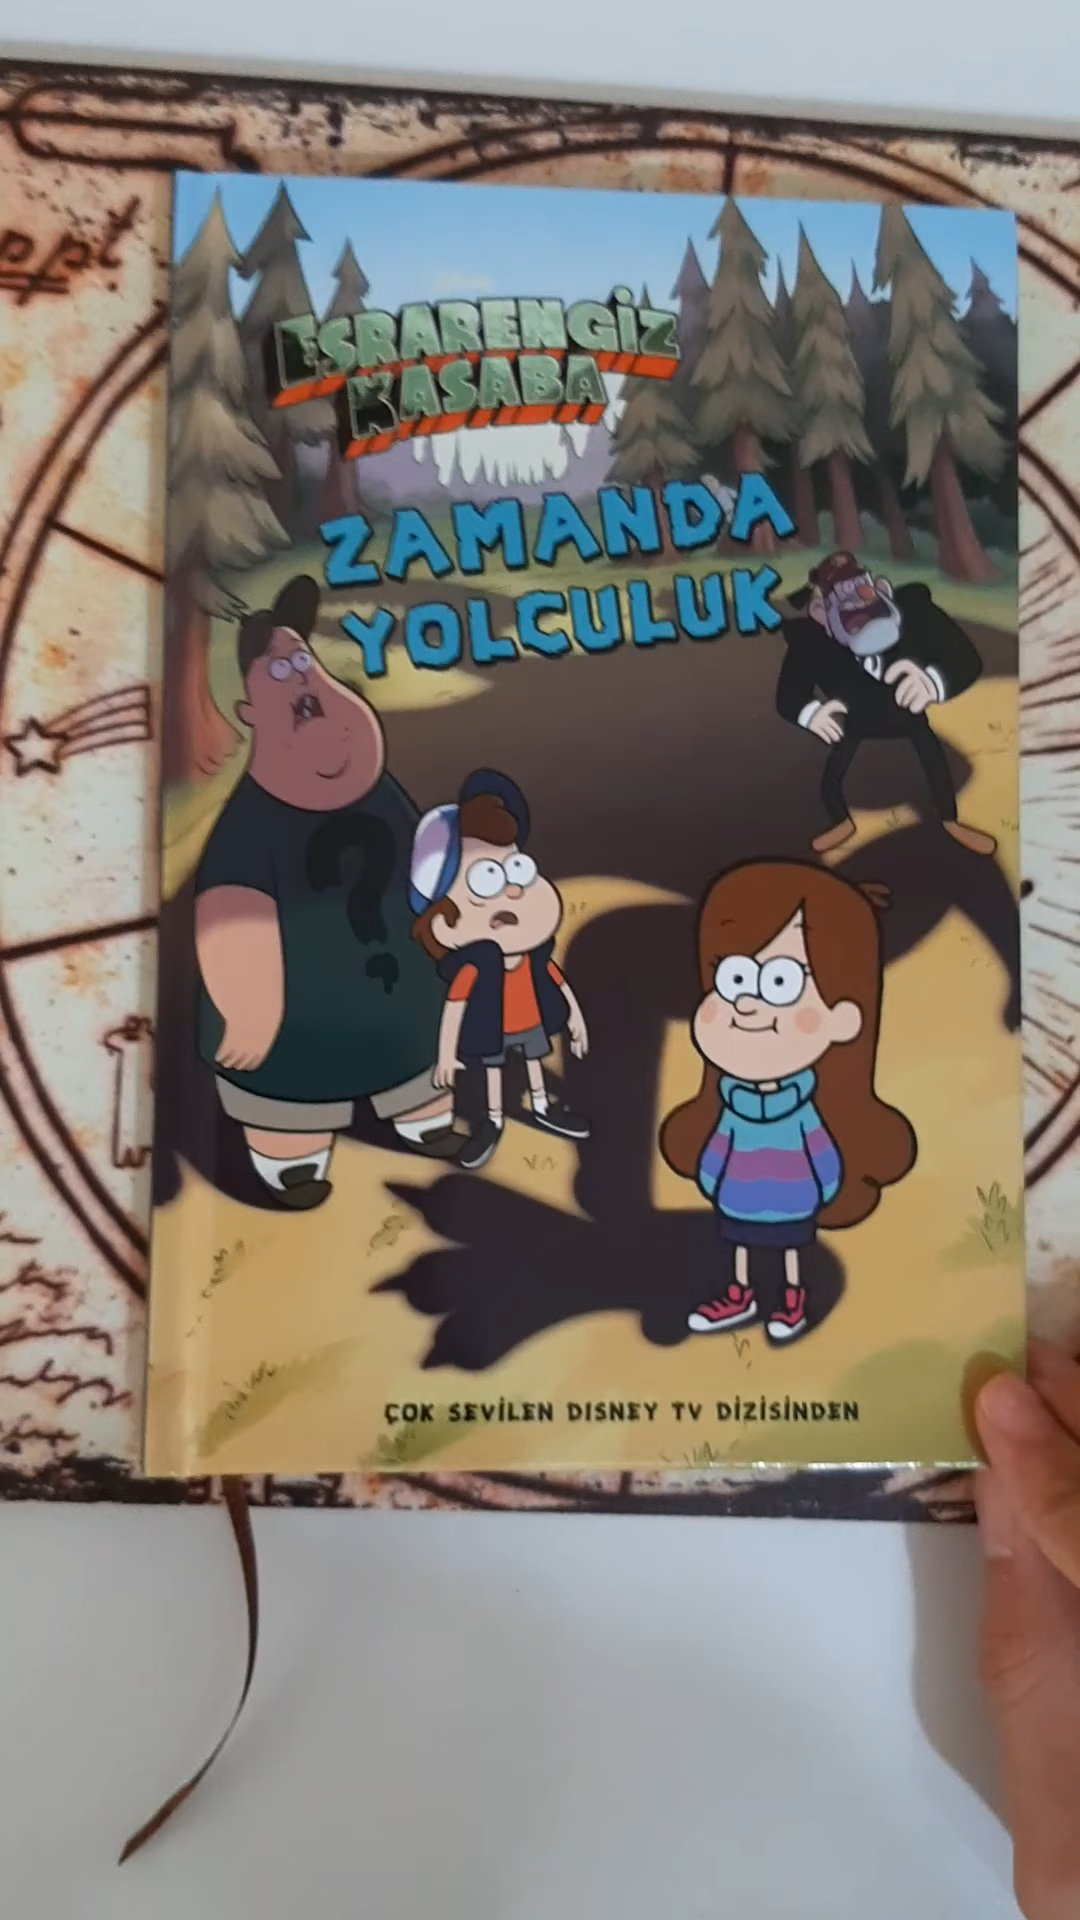 ESRARENGİZ
KASABA
ZAMANDA
YOLCULUK
?
ÇOK SEVİLEN DISNEY TV DİZİSİNDEN